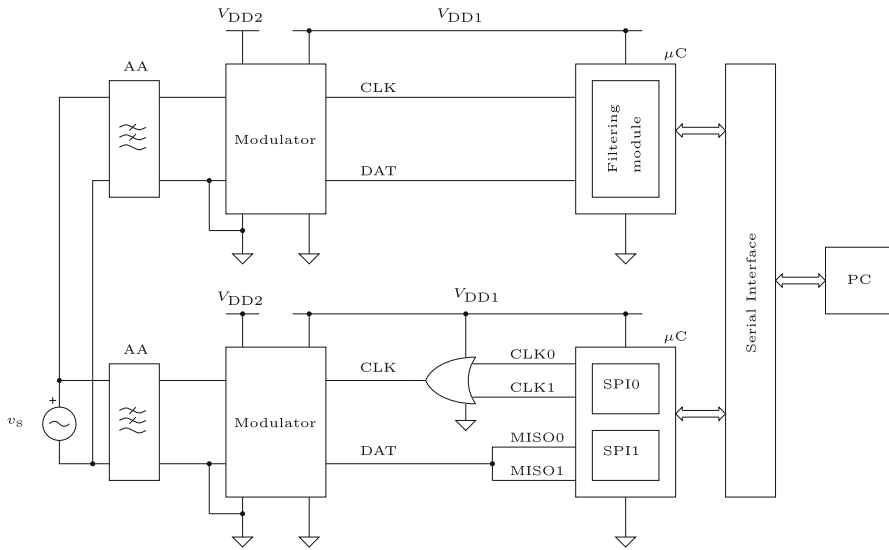 VDD2
VDD1
AA
μC
CLK
Modulator
Filtering
module
DAT
Serial Interface
PC
VDD2
VDD1
AA
μC
CLK
CLK0
CLK1
SPI0
+
vs
Modulator
DAT
MISO0
MISO1
SPI1